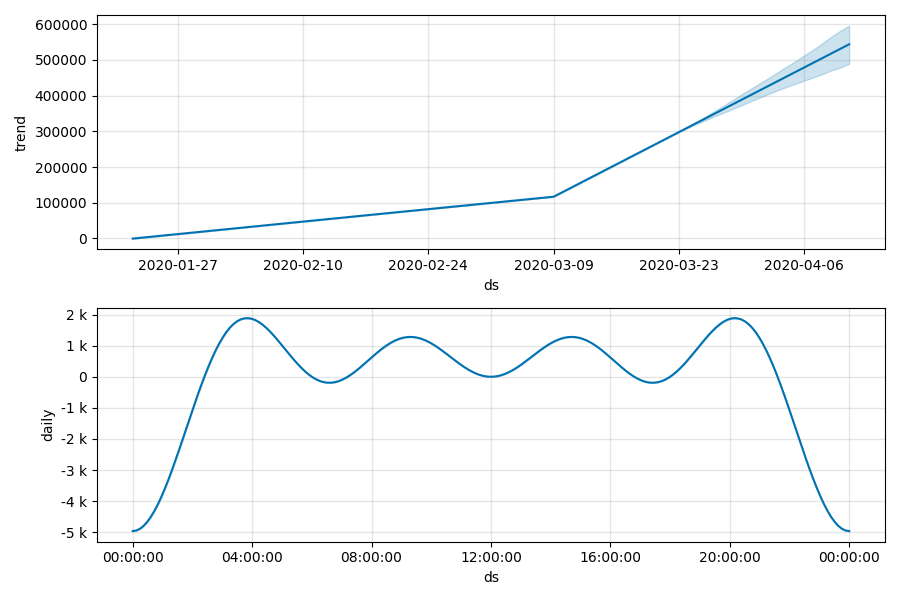 600000
500000
400000
300000
200000
100000
0
trend
2020-01-27 2020-02-10 2020-02-24 2020-03-09 2020-03-23 2020-04-06
ds
2 k
1 k
0
-1 k
-2 k
-3 k
-4 k
-5 k
daily
00:00:00 04:00:00 08:00:00 12:00:00 16:00:00 20:00:00 00:00:00
ds